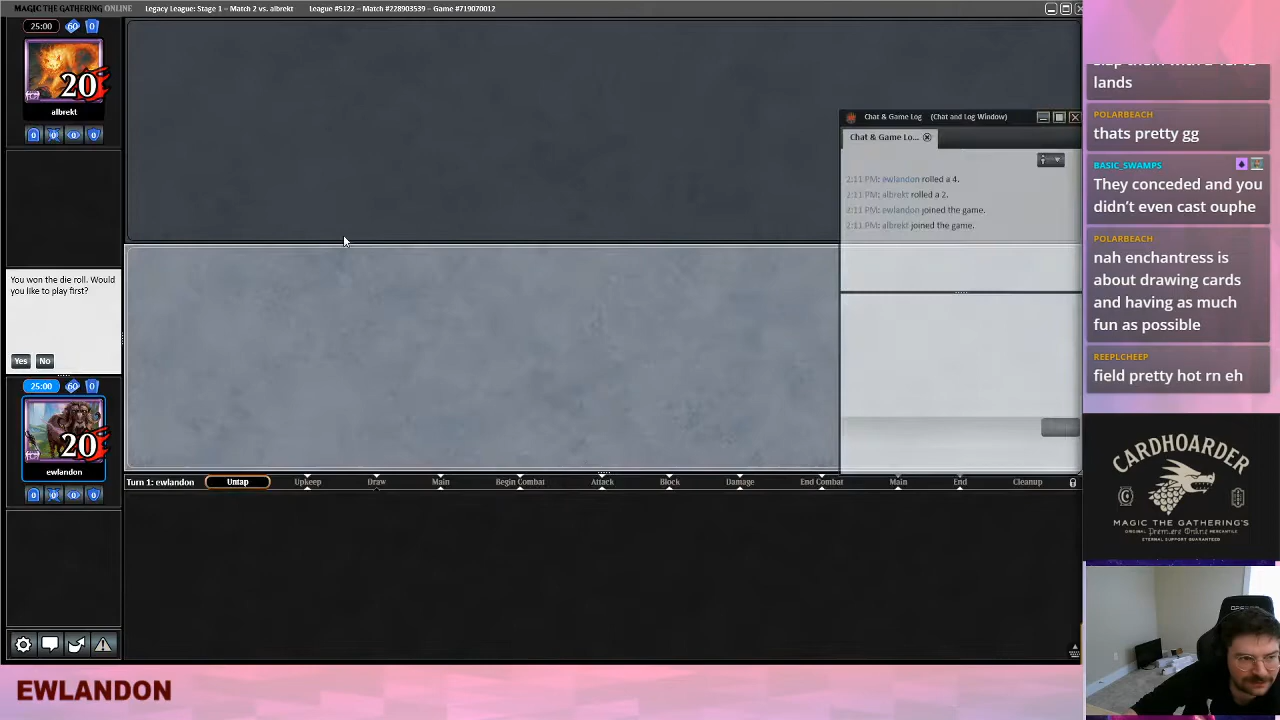 MAGIC THE GATHERING ONLINE
Legacy League: Stage 1 – Match 2 vs. albrekt
League #5122 – Match #228903539 – Game #719070012
25:00
60
0
20
albrekt
0
0
0
0
You won the die roll. Would
you like to play first?
Yes
No
25:00
60
0
20
ewlandon
0
0
0
0
Chat & Game Log (Chat and Log Window)
Chat & Game Lo...
2:11 PM: ewlandon rolled a 4.
2:11 PM: albrekt rolled a 2.
2:11 PM: ewlandon joined the game.
2:11 PM: albrekt joined the game.
Turn 1: ewlandon
Untap
Upkeep
Draw
Main
Begin Combat
Attack
Block
Damage
End Combat
Main
End
Cleanup
lands
POLARBEACH
thats pretty gg
BASIC_SWAMPS
They conceded and you
didn't even cast ouphe
POLARBEACH
nah enchantress is
about drawing cards
and having as much
fun as possible
REEPLCHEEP
field pretty hot rn eh
CARDHOARDER
MAGIC THE GATHERING'S
ORIGINAL Premiere Online MERCANTILE
ETERNAL SUPPORT GUARANTEED
EWLANDON